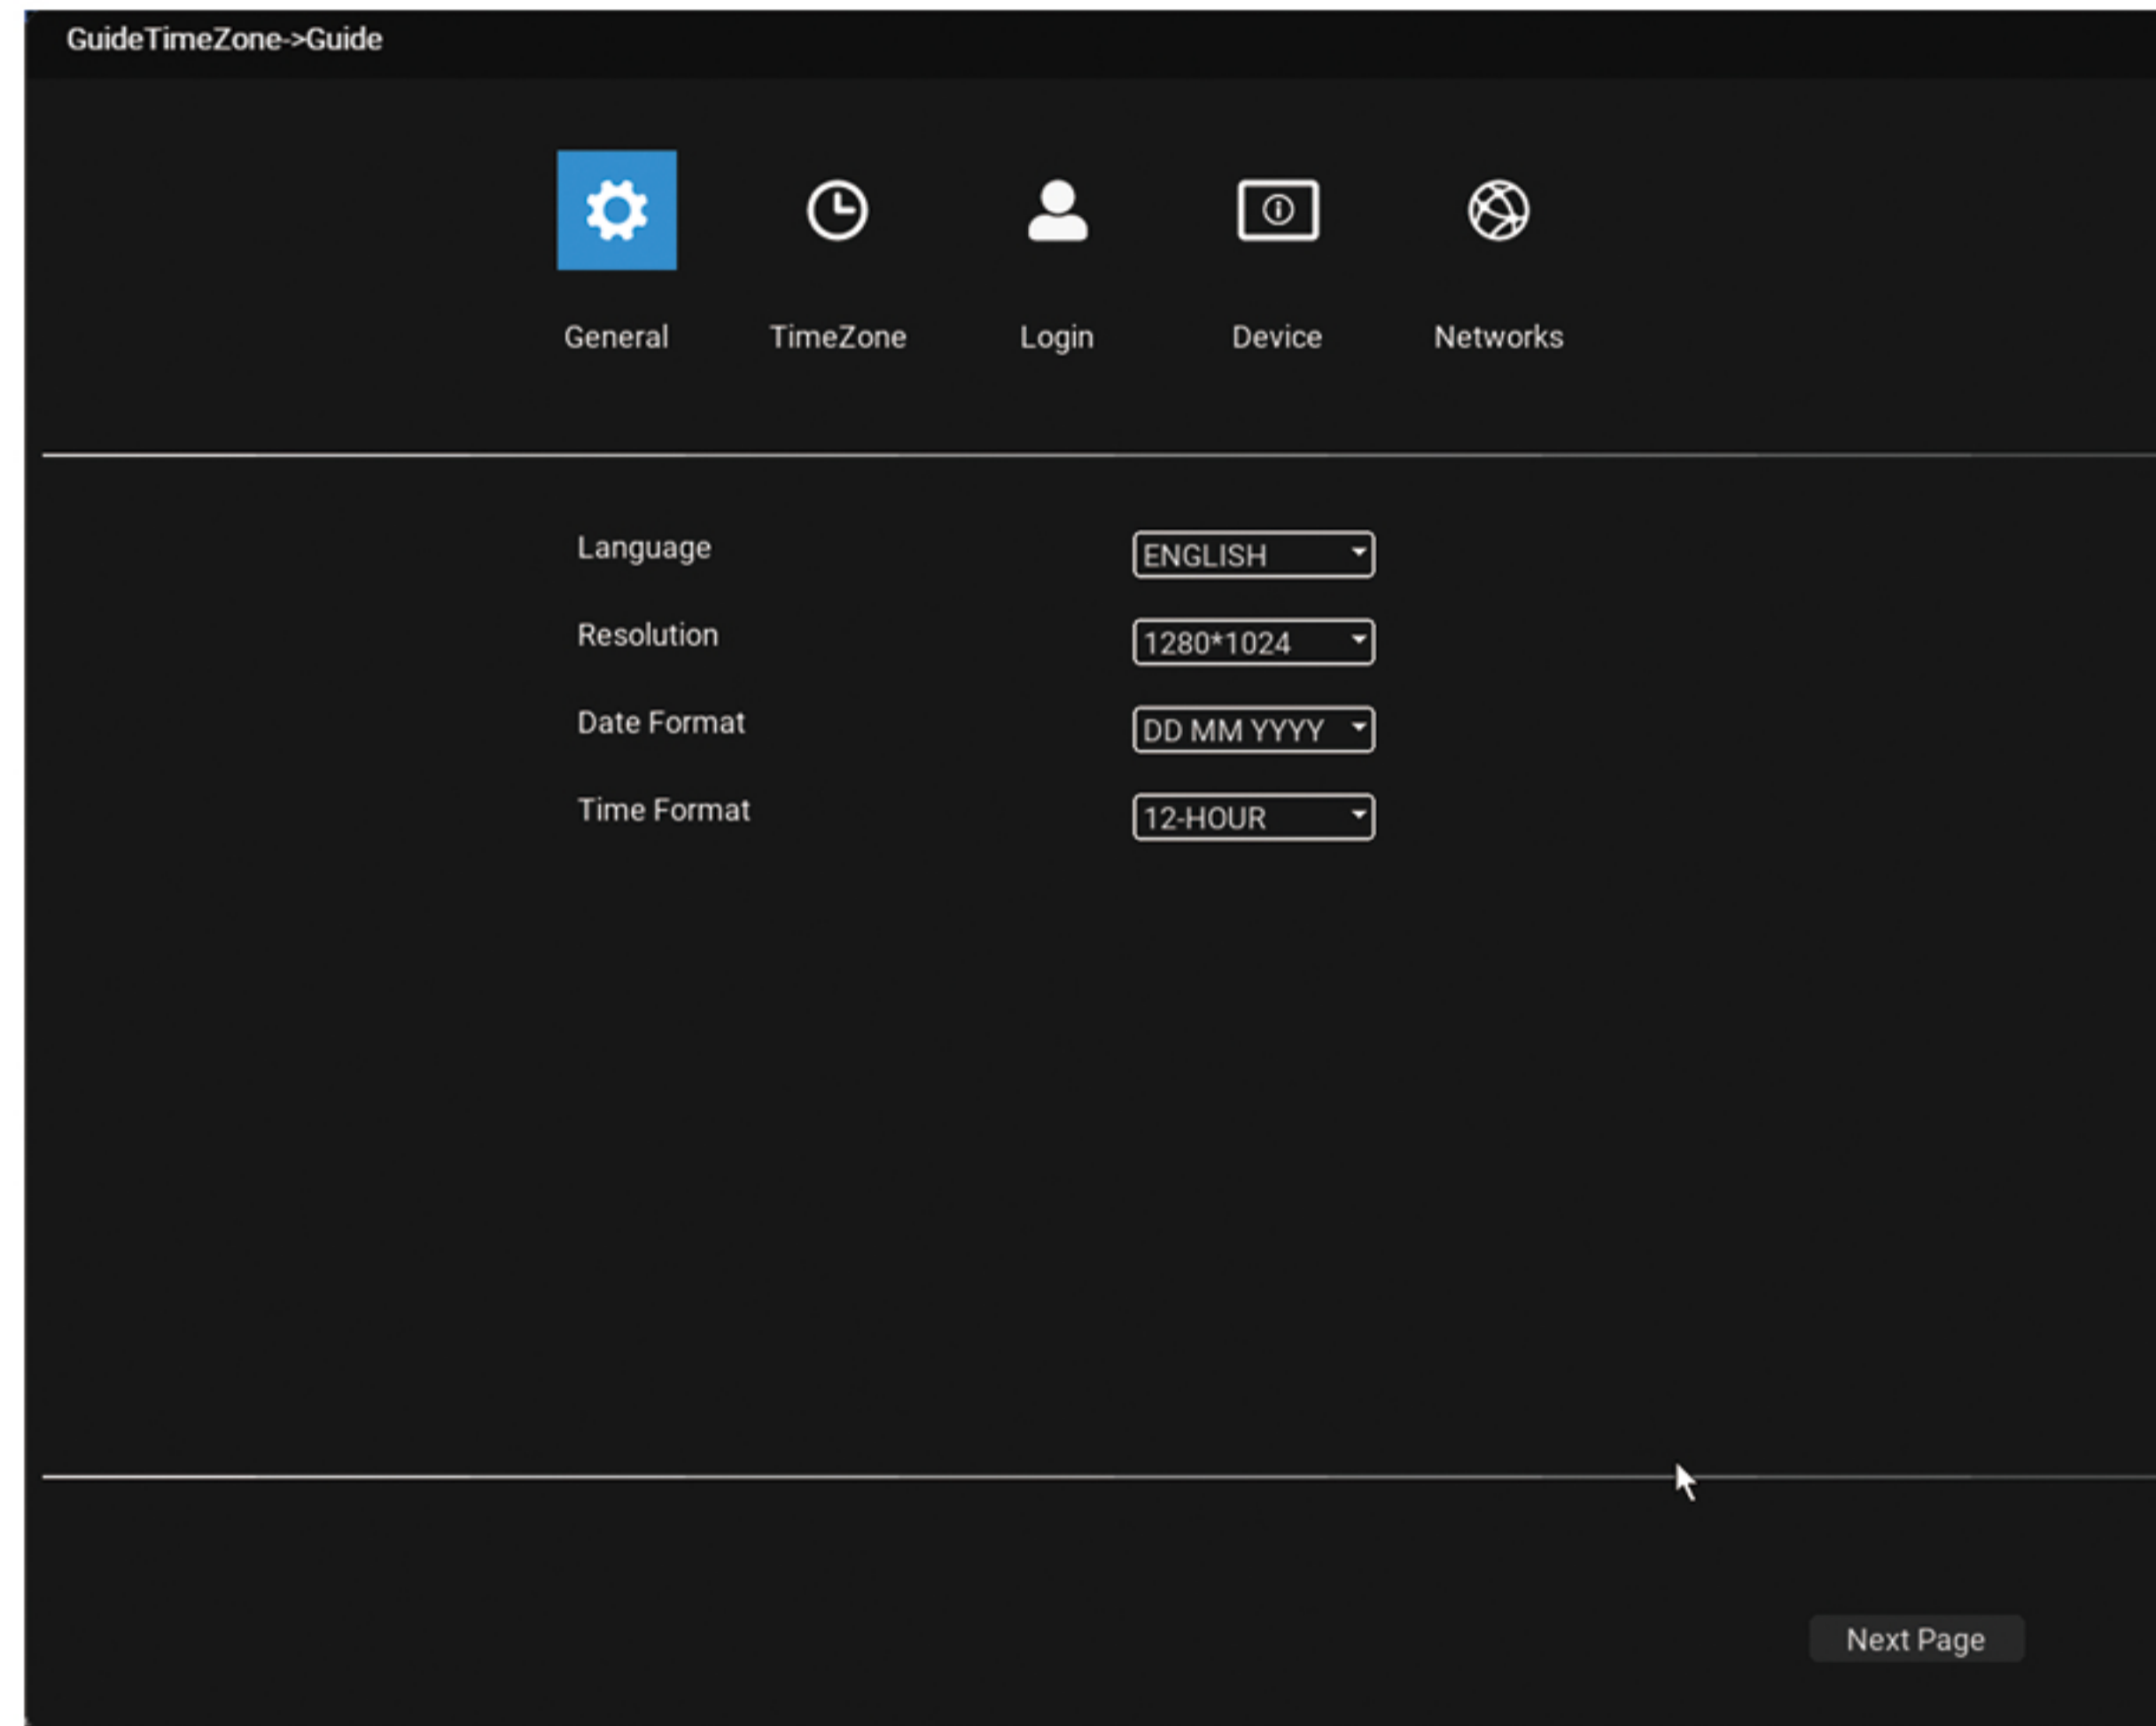 GuideTimeZone->Guide
General TimeZone Login Device Networks
Language ENGLISH
Resolution 1280*1024
Date Format DD MM YYYY
Time Format 12-HOUR
Next Page